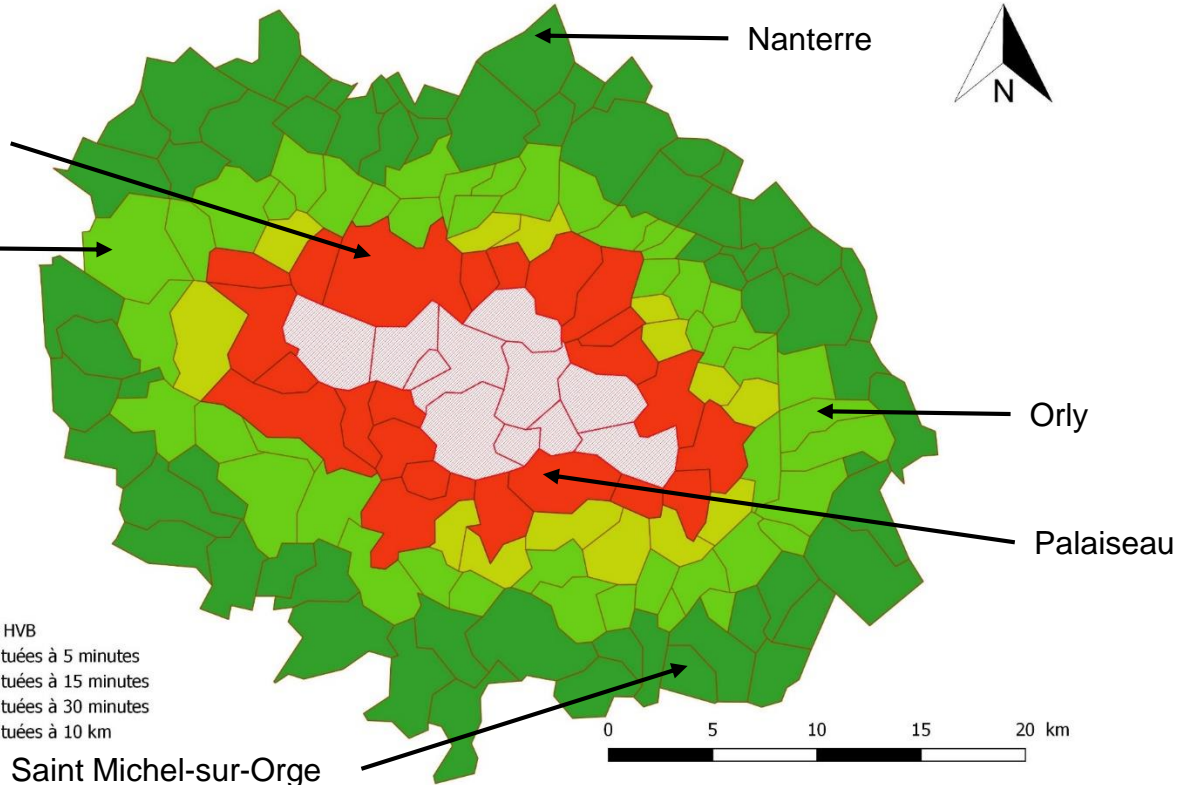 Nanterre
N
Orly
Palaiseau
HVB
tuées à 5 minutes
tuées à 15 minutes
tuées à 30 minutes
tuées à 10 km
0 5 10 15 20 km
Saint Michel-sur-Orge